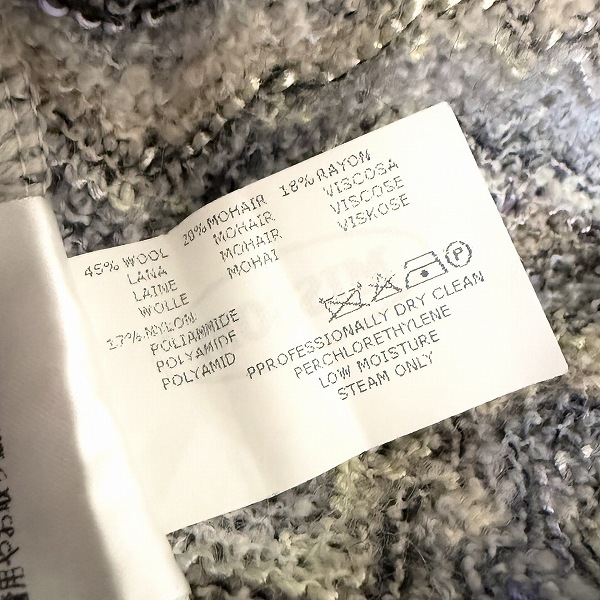 45% WOOL
LANA
LAINE
WOLLE
17% NYLON
POLIAMMIDE
POLYAMIDE
POLYAMID
20% MOHAIR
MOHAIR
MOHAIR
MOHAI
18% RAYON
VISCOSA
VISCOSE
VISKOSE
P
PPROFESSIONALLY DRY CLEAN
PERCHLORETHYLENE
LOW MOISTURE
STEAM ONLY